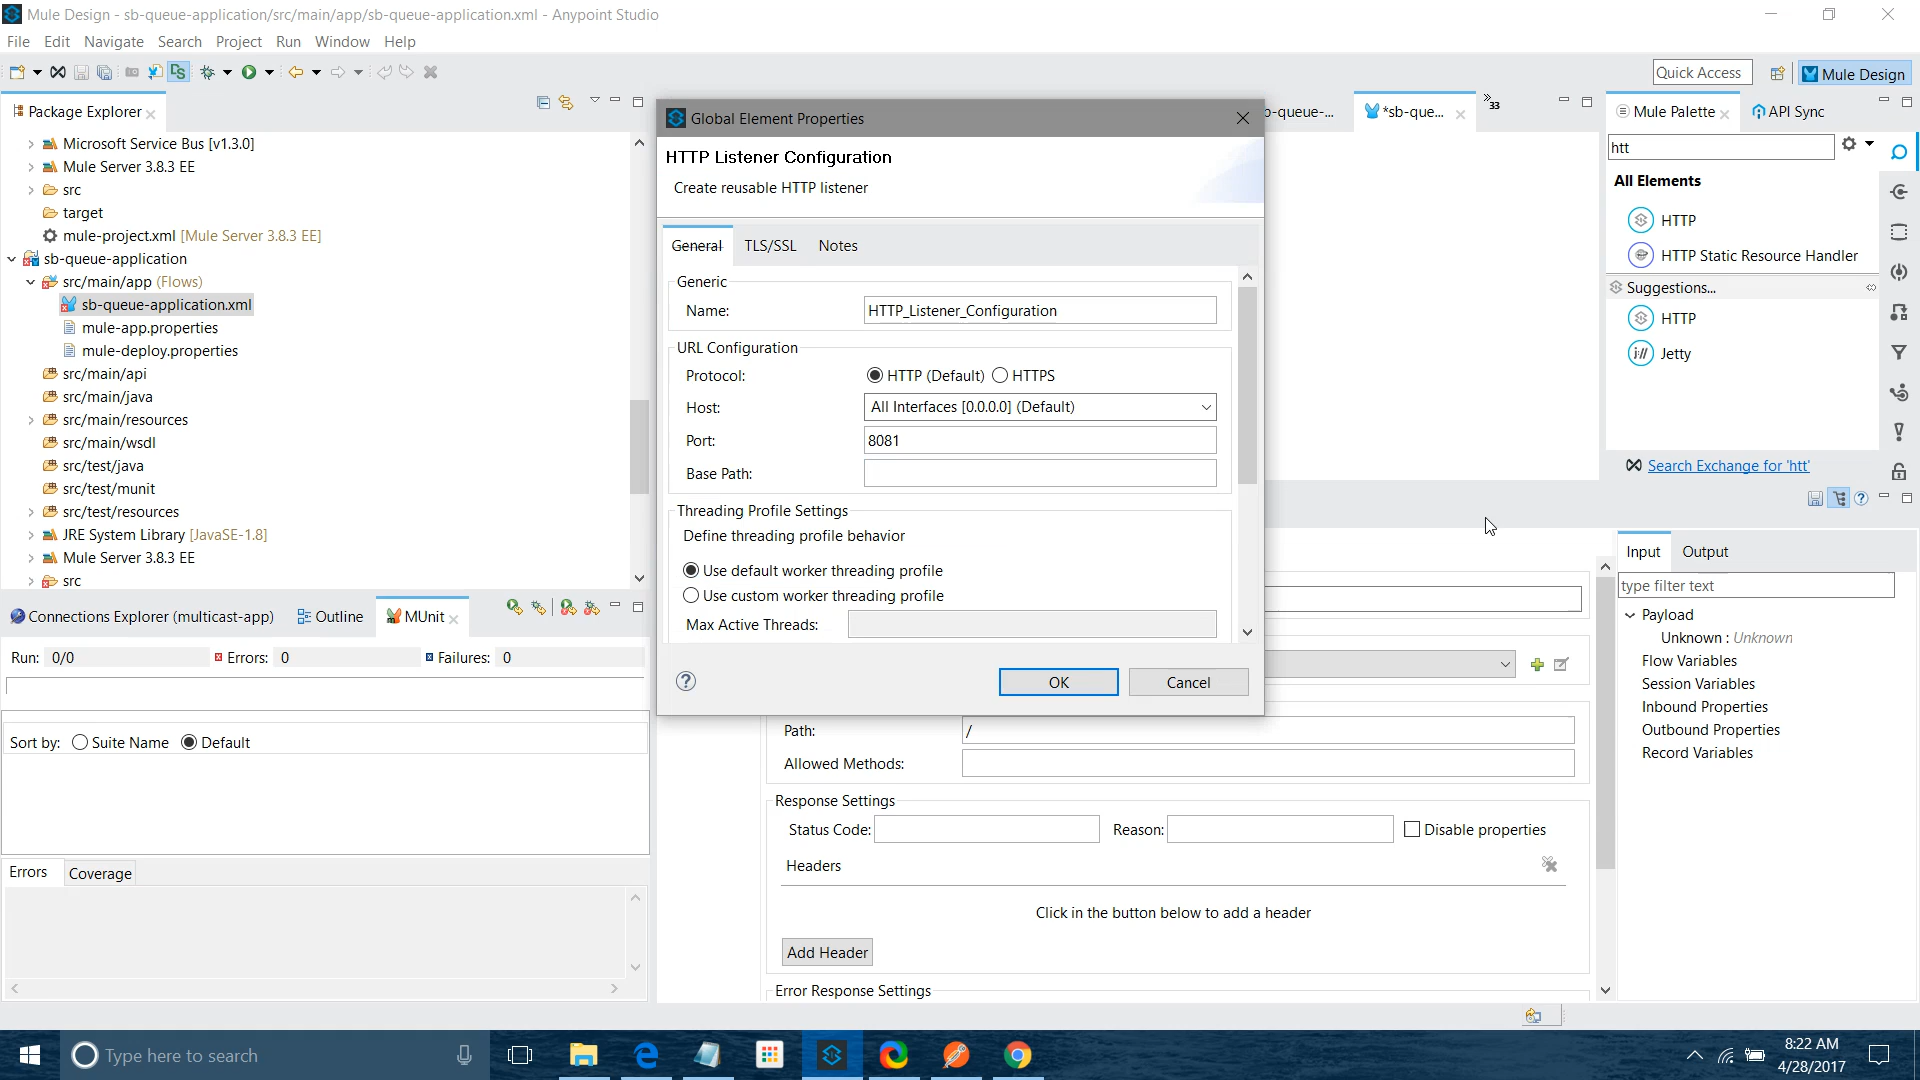 Mule Design - sb-queue-application/src/main/app/sb-queue-application.xml - Anypoint Studio
File Edit Navigate Search Project Run Window Help
Quick Access
Mule Design
Package Explorer
Microsoft Service Bus [v1.3.0]
Mule Server 3.8.3 EE
src
target
mule-project.xml [Mule Server 3.8.3 EE]
sb-queue-application
src/main/app (Flows)
sb-queue-application.xml
mule-app.properties
mule-deploy.properties
src/main/api
src/main/java
src/main/resources
src/main/wsdl
src/test/java
src/test/munit
src/test/resources
JRE System Library [JavaSE-1.8]
Mule Server 3.8.3 EE
src
Connections Explorer (multicast-app) Outline MUnit
Run: 0/0 Errors: 0 Failures: 0
Sort by: Suite Name Default
Errors Coverage
Global Element Properties
HTTP Listener Configuration
Create reusable HTTP listener
General TLS/SSL Notes
Generic
Name: HTTP_Listener_Configuration
URL Configuration
Protocol: HTTP (Default) HTTPS
Host: All Interfaces [0.0.0.0] (Default)
Port: 8081
Base Path:
Threading Profile Settings
Define threading profile behavior
Use default worker threading profile
Use custom worker threading profile
Max Active Threads:
OK Cancel
b-queue-... *sb-que... 33
Path: /
Allowed Methods:
Response Settings
Status Code: Reason: Disable properties
Headers
Click in the button below to add a header
Add Header
Error Response Settings
Mule Palette API Sync
htt
All Elements
HTTP
HTTP Static Resource Handler
Suggestions...
HTTP
Jetty
Search Exchange for 'htt'
Input Output
type filter text
Payload
Unknown : Unknown
Flow Variables
Session Variables
Inbound Properties
Outbound Properties
Record Variables
Type here to search
8:22 AM
4/28/2017